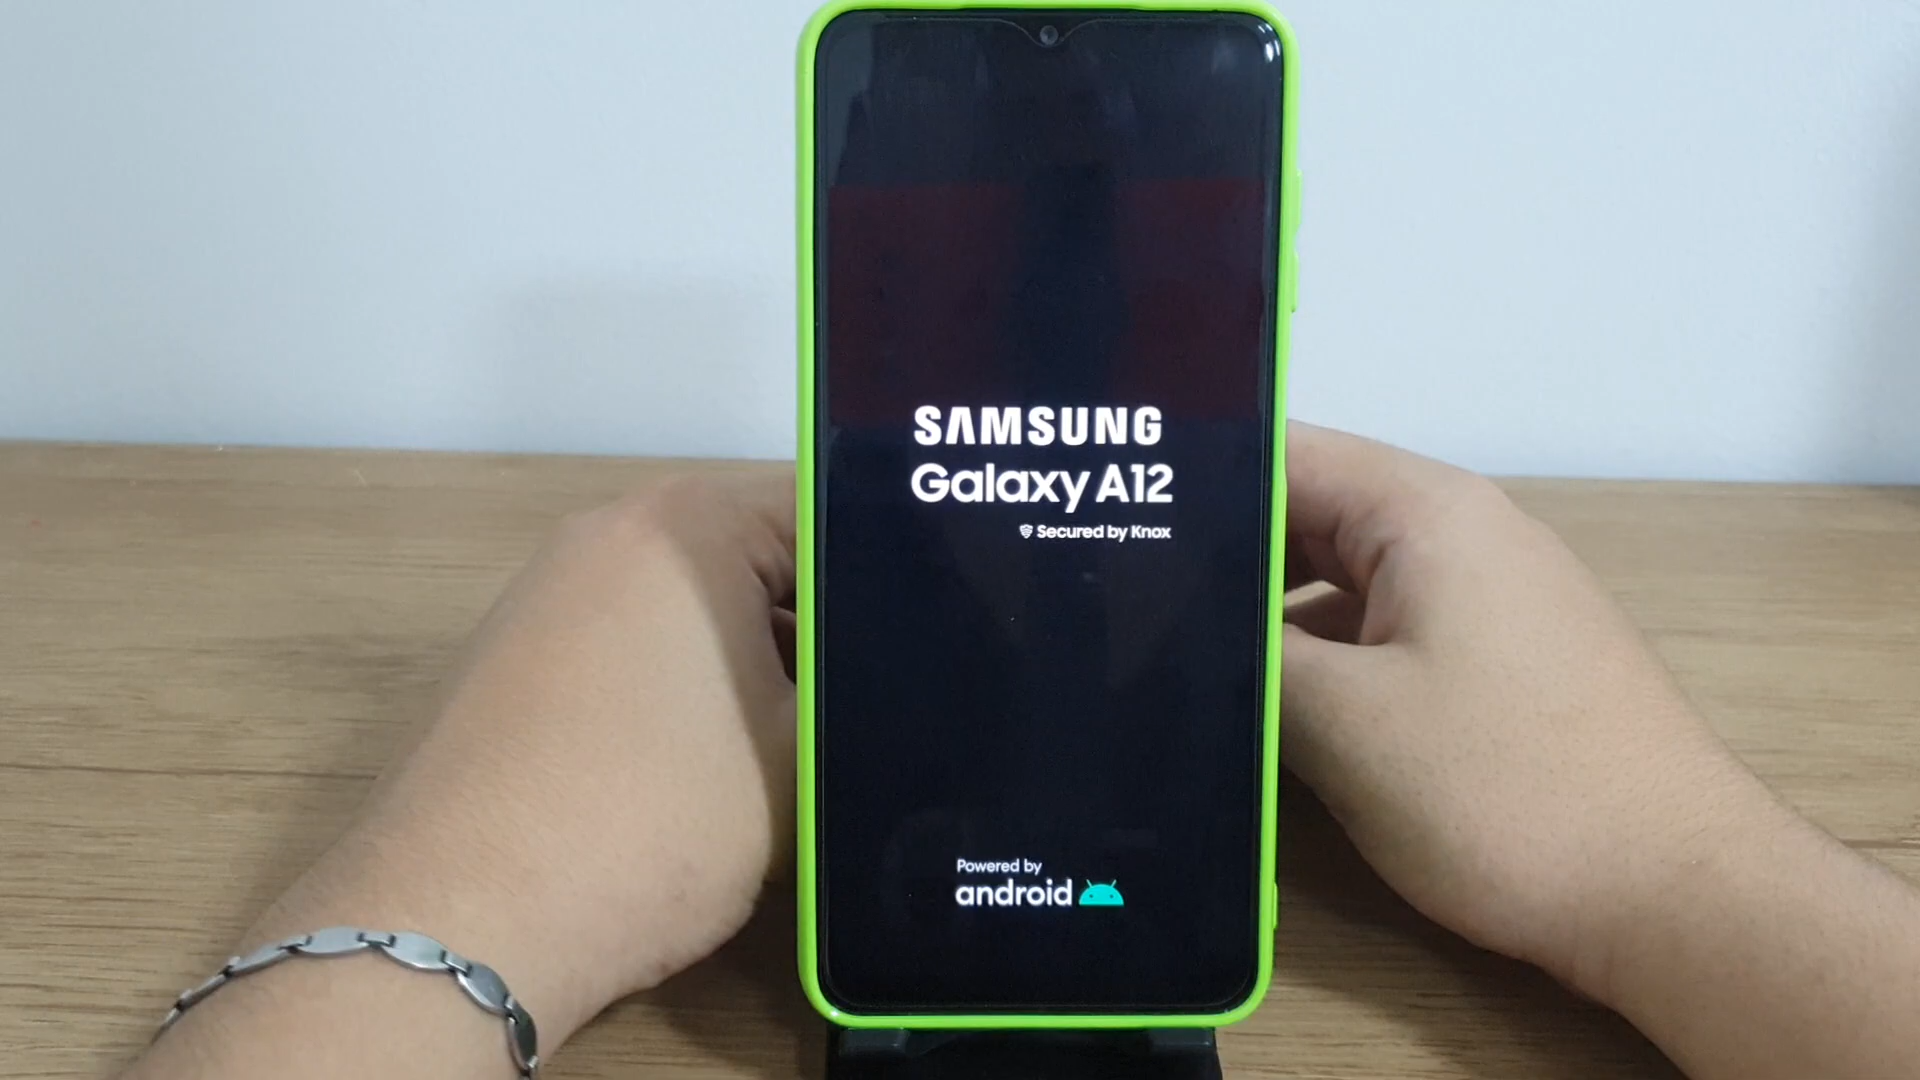 SAMSUNG
Galaxy A12
Secured by Knox
Powered by
android